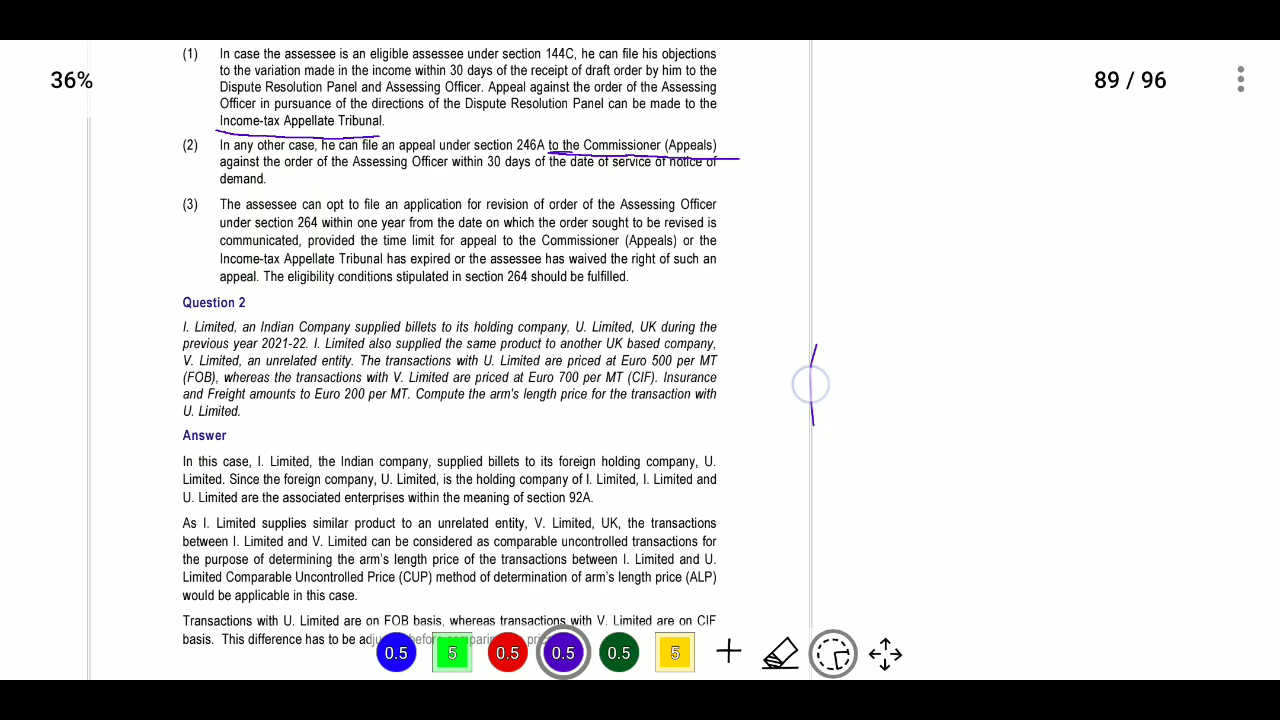 36%
89 / 96
(1) In case the assessee is an eligible assessee under section 144C, he can file his objections
to the variation made in the income within 30 days of the receipt of draft order by him to the
Dispute Resolution Panel and Assessing Officer. Appeal against the order of the Assessing
Officer in pursuance of the directions of the Dispute Resolution Panel can be made to the
Income-tax Appellate Tribunal.
(2) In any other case, he can file an appeal under section 246A to the Commissioner (Appeals)
against the order of the Assessing Officer within 30 days of the date of service of notice of
demand.
(3) The assessee can opt to file an application for revision of order of the Assessing Officer
under section 264 within one year from the date on which the order sought to be revised is
communicated, provided the time limit for appeal to the Commissioner (Appeals) or the
Income-tax Appellate Tribunal has expired or the assessee has waived the right of such an
appeal. The eligibility conditions stipulated in section 264 should be fulfilled.
Question 2
I. Limited, an Indian Company supplied billets to its holding company, U. Limited, UK during the
previous year 2021-22. I. Limited also supplied the same product to another UK based company,
V. Limited, an unrelated entity. The transactions with U. Limited are priced at Euro 500 per MT
(FOB), whereas the transactions with V. Limited are priced at Euro 700 per MT (CIF). Insurance
and Freight amounts to Euro 200 per MT. Compute the arm's length price for the transaction with
U. Limited.
Answer
In this case, I. Limited, the Indian company, supplied billets to its foreign holding company, U.
Limited. Since the foreign company, U. Limited, is the holding company of I. Limited, I. Limited and
U. Limited are the associated enterprises within the meaning of section 92A.
As I. Limited supplies similar product to an unrelated entity, V. Limited, UK, the transactions
between I. Limited and V. Limited can be considered as comparable uncontrolled transactions for
the purpose of determining the arm's length price of the transactions between I. Limited and U.
Limited Comparable Uncontrolled Price (CUP) method of determination of arm's length price (ALP)
would be applicable in this case.
Transactions with U. Limited are on FOB basis, whereas transactions with V. Limited are on CIF
basis. This difference has to be
0.5 5 0.5 0.5 0.5 5